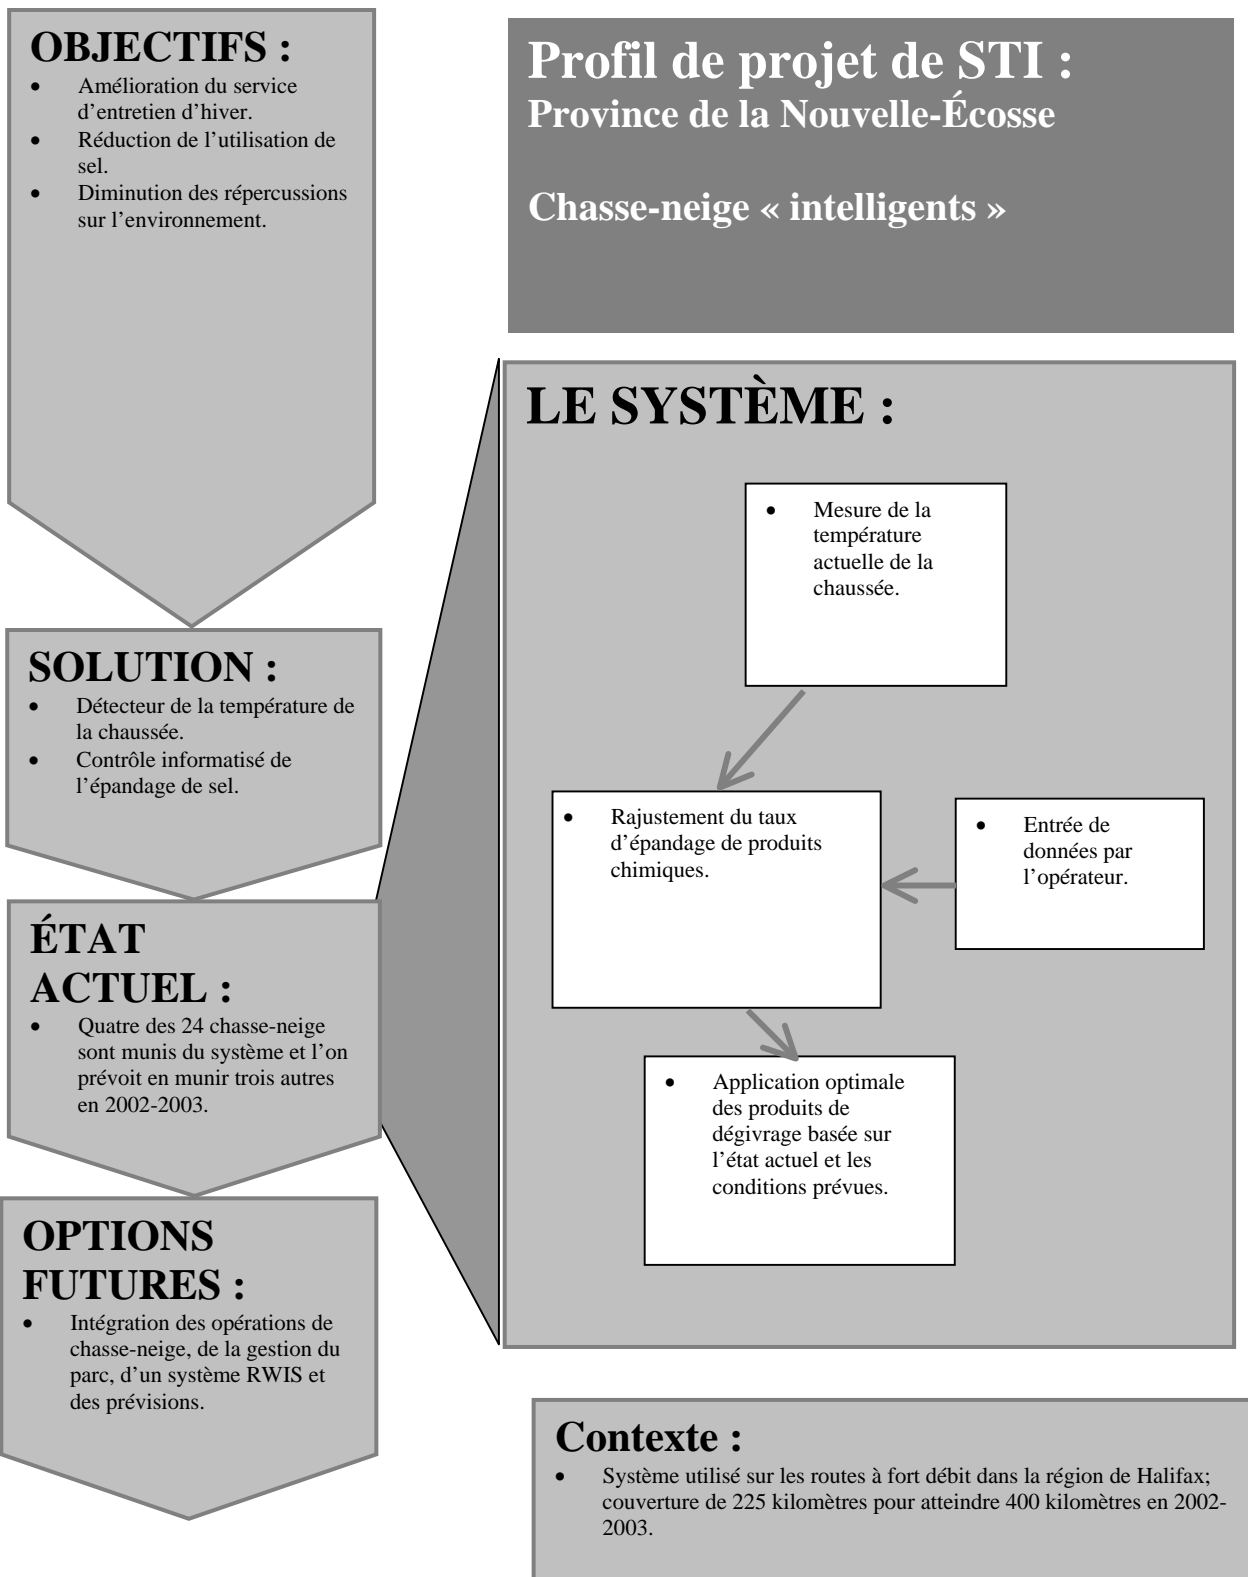 OBJECTIFS :
• Amélioration du service
d’entretien d’hiver.
• Réduction de l’utilisation de
sel.
• Diminution des répercussions
sur l’environnement.
SOLUTION :
• Détecteur de la température de
la chaussée.
• Contrôle informatisé de
l’épandage de sel.
ÉTAT
ACTUEL :
• Quatre des 24 chasse-neige
sont munis du système et l’on
prévoit en munir trois autres
en 2002-2003.
OPTIONS
FUTURES :
• Intégration des opérations de
chasse-neige, de la gestion du
parc, d’un système RWIS et
des prévisions.
Profil de projet de STI :
Province de la Nouvelle-Écosse
Chasse-neige « intelligents »
LE SYSTÈME :
• Mesure de la
température
actuelle de la
chaussée.
• Rajustement du taux
d’épandage de produits
chimiques.
• Entrée de
données par
l’opérateur.
• Application optimale
des produits de
dégivrage basée sur
l’état actuel et les
conditions prévues.
Contexte :
• Système utilisé sur les routes à fort débit dans la région de Halifax;
couverture de 225 kilomètres pour atteindre 400 kilomètres en 2002-
2003.